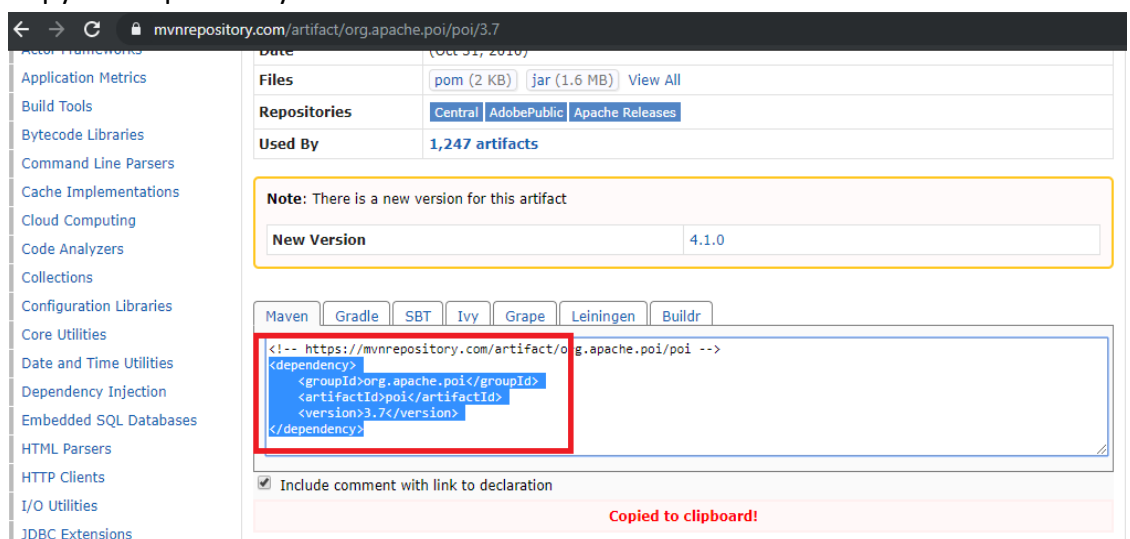 mvnrepository.com/artifact/org.apache.poi/poi/3.7
Application Metrics
Build Tools
Bytecode Libraries
Command Line Parsers
Cache Implementations
Cloud Computing
Code Analyzers
Collections
Configuration Libraries
Core Utilities
Date and Time Utilities
Dependency Injection
Embedded SQL Databases
HTML Parsers
HTTP Clients
I/O Utilities
JDBC Extensions
Date (Oct 31, 2010)
Files pom (2 KB) jar (1.6 MB) View All
Repositories Central AdobePublic Apache Releases
Used By 1,247 artifacts
Note: There is a new version for this artifact
New Version 4.1.0
Maven Gradle SBT Ivy Grape Leiningen Buildr
<!-- https://mvnrepository.com/artifact/org.apache.poi/poi -->
<dependency>
    <groupId>org.apache.poi</groupId>
    <artifactId>poi</artifactId>
    <version>3.7</version>
</dependency>
Include comment with link to declaration
Copied to clipboard!